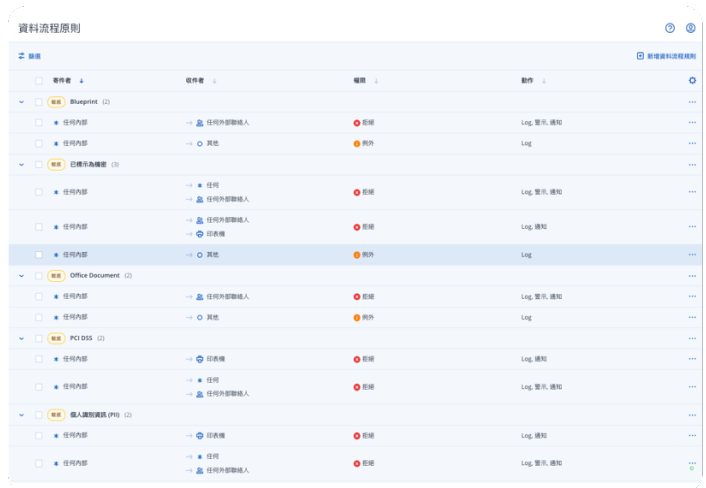 資料流程原則
篩選 新增資料流程規則
寄件者 收件者 權限 動作
敏感 Blueprint (2)
任何內部 任何外部聯絡人 拒絕 Log, 警示, 通知
任何內部 其他 例外 Log
敏感 已標示為機密 (3)
任何內部 任何 拒絕 Log, 警示, 通知
任何外部聯絡人
任何內部 任何外部聯絡人 拒絕 Log, 通知
印表機
任何內部 其他 例外 Log
敏感 Office Document (2)
任何內部 任何外部聯絡人 拒絕 Log, 警示, 通知
任何內部 其他 例外 Log
敏感 PCI DSS (2)
任何內部 印表機 拒絕 Log, 通知
任何內部 任何 拒絕 Log, 警示, 通知
任何外部聯絡人
敏感 個人識別資訊 (PII) (2)
任何內部 印表機 拒絕 Log, 通知
任何內部 任何 拒絕 Log, 警示, 通知
任何外部聯絡人